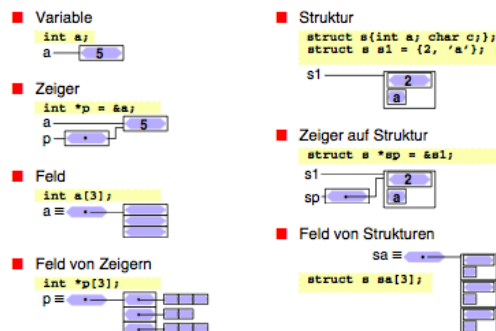 Variable
int a;
a
5
Zeiger
int *p = &a;
a
5
p
Feld
int a[3];
a ≡
Feld von Zeigern
int *p[3];
p ≡
Struktur
struct s{int a; char c;};
struct s s1 = {2, 'a'};
s1
2
a
Zeiger auf Struktur
struct s *sp = &s1;
s1
2
sp
a
Feld von Strukturen
sa ≡
struct s sa[3];